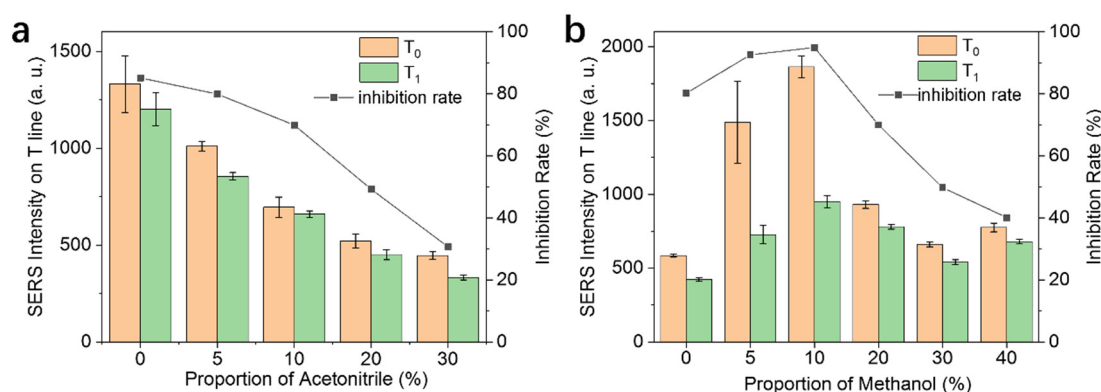 a
SERS Intensity on T line (a. u.)
1500
1000
500
0
T0
T1
inhibition rate
100
80
60
40
20
0
Inhibition Rate (%)
0 5 10 20 30
Proportion of Acetonitrile (%)
b
SERS Intensity on T line (a. u.)
2000
1500
1000
500
0
T0
T1
inhibition rate
100
80
60
40
20
0
Inhibition Rate (%)
0 5 10 20 30 40
Proportion of Methanol (%)